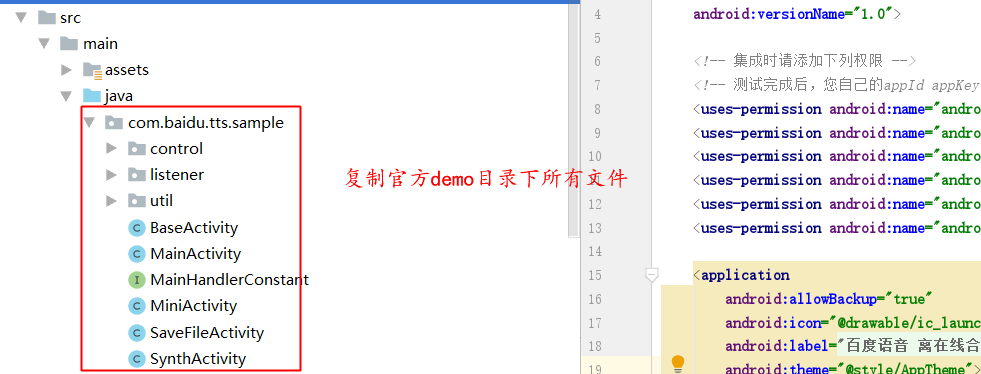 src
main
assets
java
com.baidu.tts.sample
control
listener
util
BaseActivity
MainActivity
MainHandlerConstant
MiniActivity
SaveFileActivity
SynthActivity
复制官方demo目录下所有文件
4 android:versionName="1.0">
5
6 <!-- 集成时请添加下列权限 -->
7 <!-- 测试完成后，您自己的appId appKey
8 <uses-permission android:name="andro
9 <uses-permission android:name="andro
10 <uses-permission android:name="andro
11 <uses-permission android:name="andro
12 <uses-permission android:name="andro
13 <uses-permission android:name="andro
14
15 <application
16 android:allowBackup="true"
17 android:icon="@drawable/ic_launc
18 android:label="百度语音 离在线合
19 android:theme="@style/AppTheme">